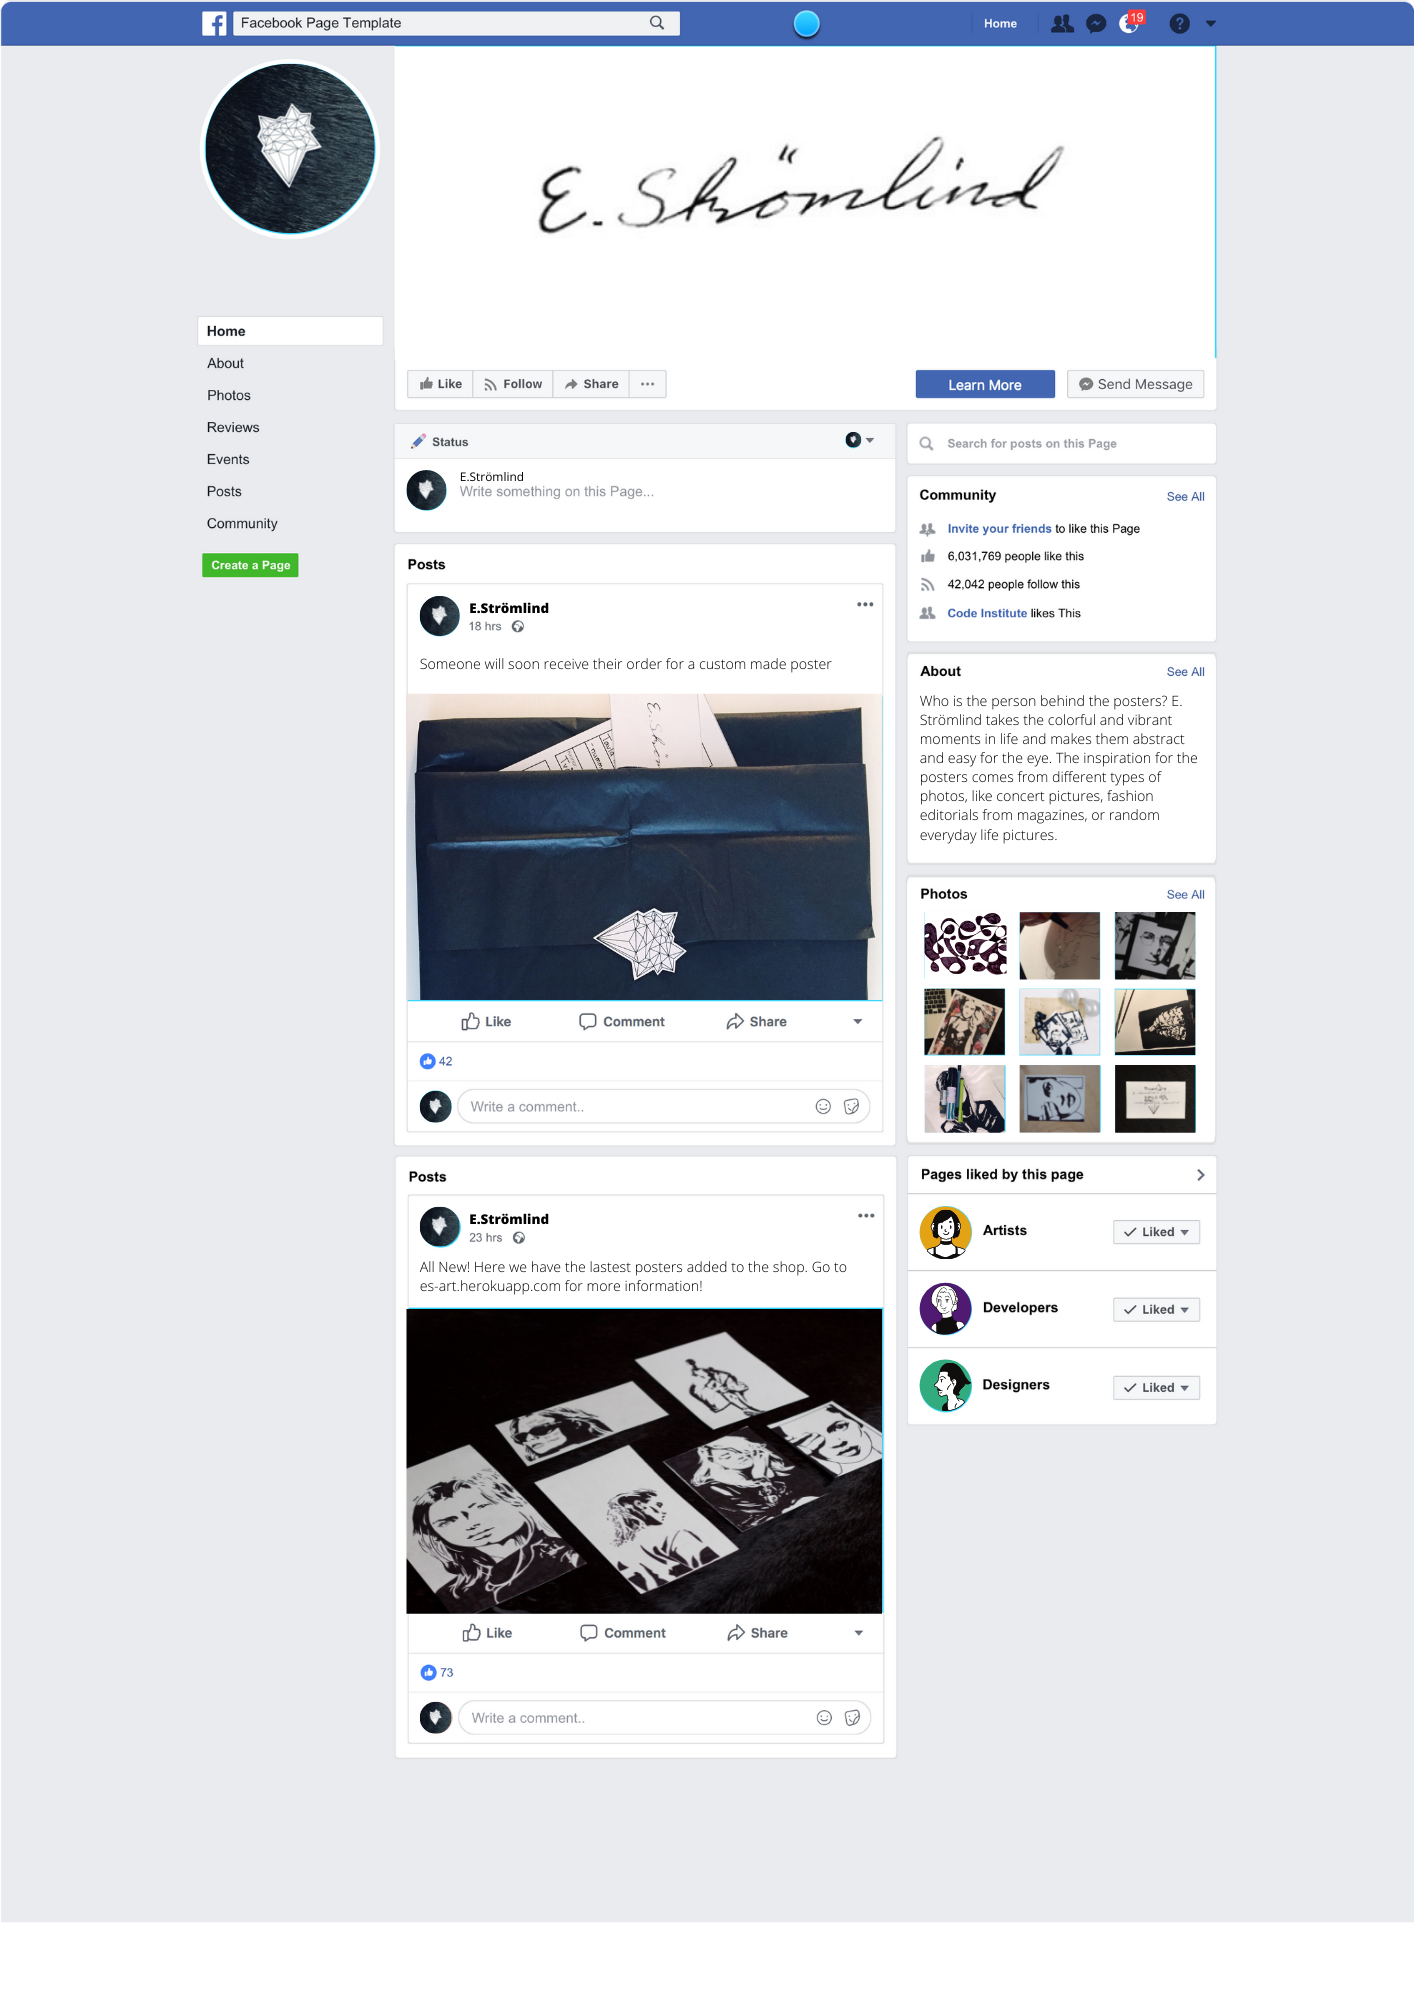 Facebook Page Template
Home
19
?
E. Strömlind
Home
About
Photos
Reviews
Events
Posts
Community
Create a Page
Like
Follow
Share
Learn More
Send Message
Status
E.Strömlind
Write something on this Page...
Posts
E.Strömlind
18 hrs
Someone will soon receive their order for a custom made poster
Like
Comment
Share
42
Write a comment..
Posts
E.Strömlind
23 hrs
All New! Here we have the lastest posters added to the shop. Go to
es-art.herokuapp.com for more information!
Like
Comment
Share
73
Write a comment..
Search for posts on this Page
Community
See All
Invite your friends to like this Page
6,031,769 people like this
42,042 people follow this
Code Institute likes This
About
See All
Who is the person behind the posters? E.
Strömlind takes the colorful and vibrant
moments in life and makes them abstract
and easy for the eye. The inspiration for the
posters comes from different types of
photos, like concert pictures, fashion
editorials from magazines, or random
everyday life pictures.
Photos
See All
Pages liked by this page
Artists
Liked
Developers
Liked
Designers
Liked